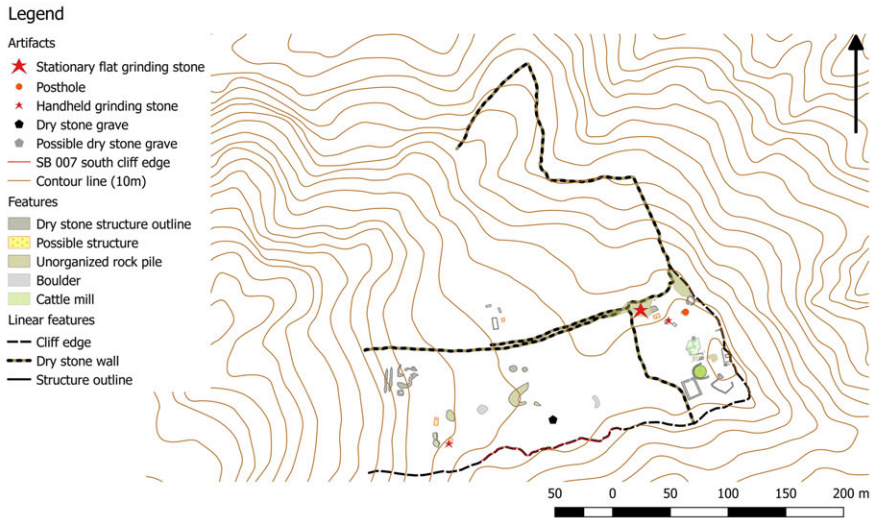 Legend
Artifacts
Stationary flat grinding stone
Posthole
Handheld grinding stone
Dry stone grave
Possible dry stone grave
SB 007 south cliff edge
Contour line (10m)
Features
Dry stone structure outline
Possible structure
Unorganized rock pile
Boulder
Cattle mill
Linear features
Cliff edge
Dry stone wall
Structure outline
50 0 50 100 150 200 m